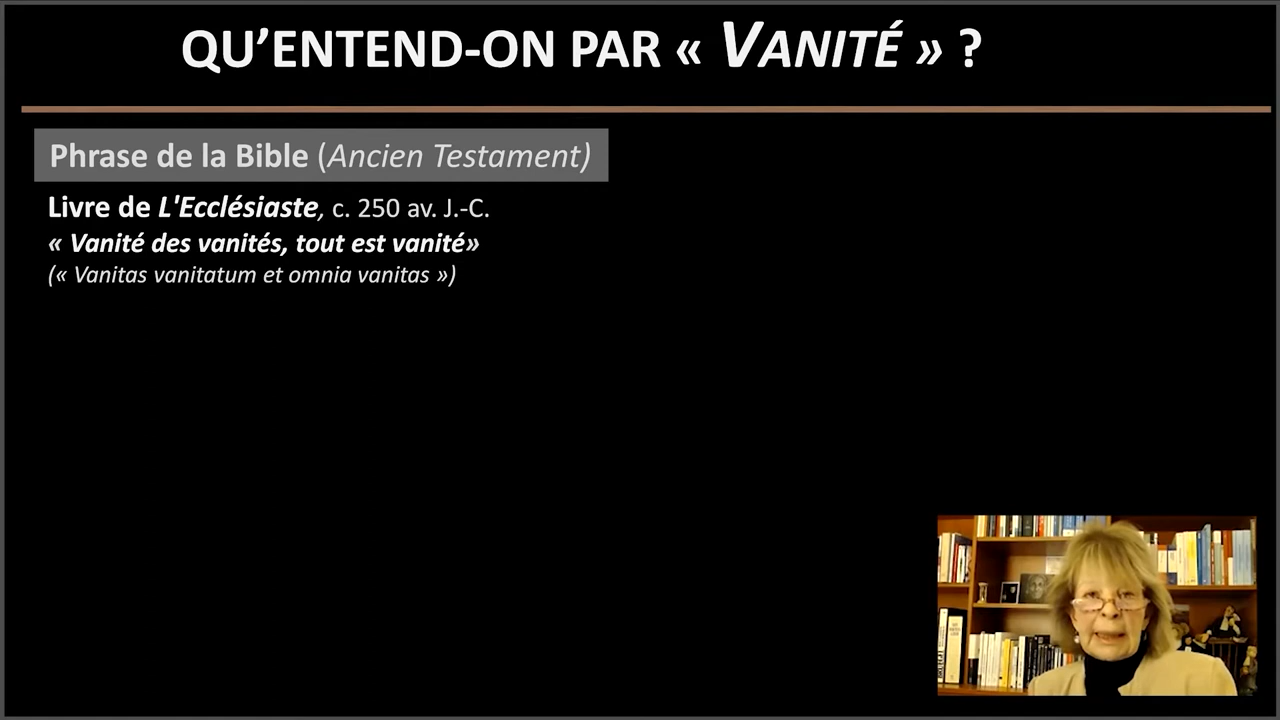 QU’ENTEND-ON PAR « VANITÉ » ?
Phrase de la Bible (Ancien Testament)
Livre de L'Ecclésiaste, c. 250 av. J.-C.
« Vanité des vanités, tout est vanité»
(« Vanitas vanitatum et omnia vanitas »)